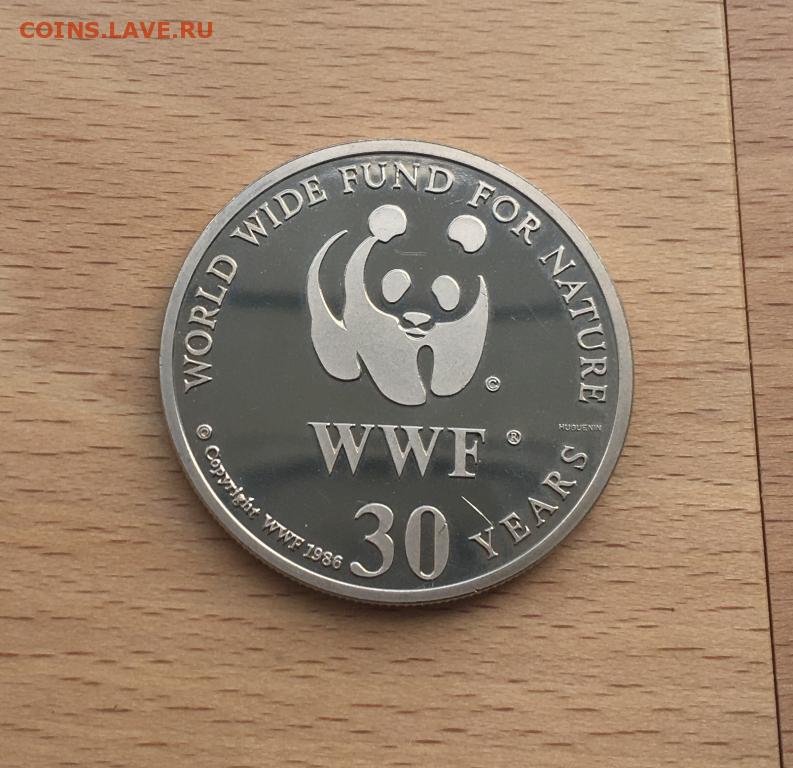 COINS.LAVE.RU
WORLD WIDE FUND FOR NATURE
©
WWF ®
HUGUENIN
30 YEARS
© Copyright WWF 1986